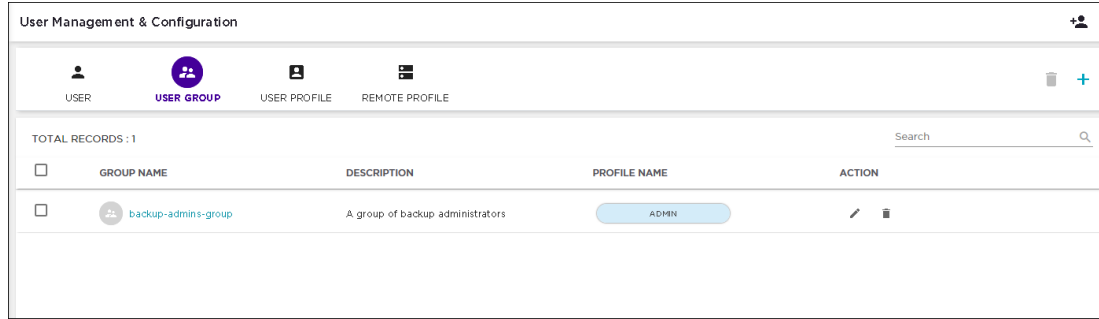 User Management & Configuration
USER
USER GROUP
USER PROFILE
REMOTE PROFILE
TOTAL RECORDS : 1
Search
GROUP NAME DESCRIPTION PROFILE NAME ACTION
backup-admins-group A group of backup administrators ADMIN